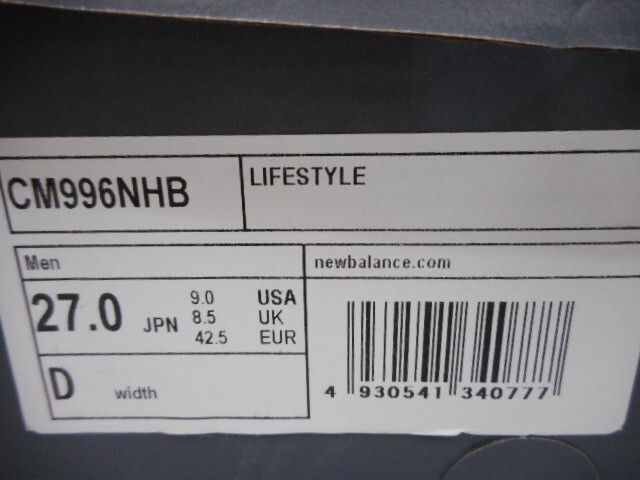 CM996NHB
LIFESTYLE
Men
newbalance.com
27.0 JPN
9.0 USA
8.5 UK
42.5 EUR
D width
4 930541 340777